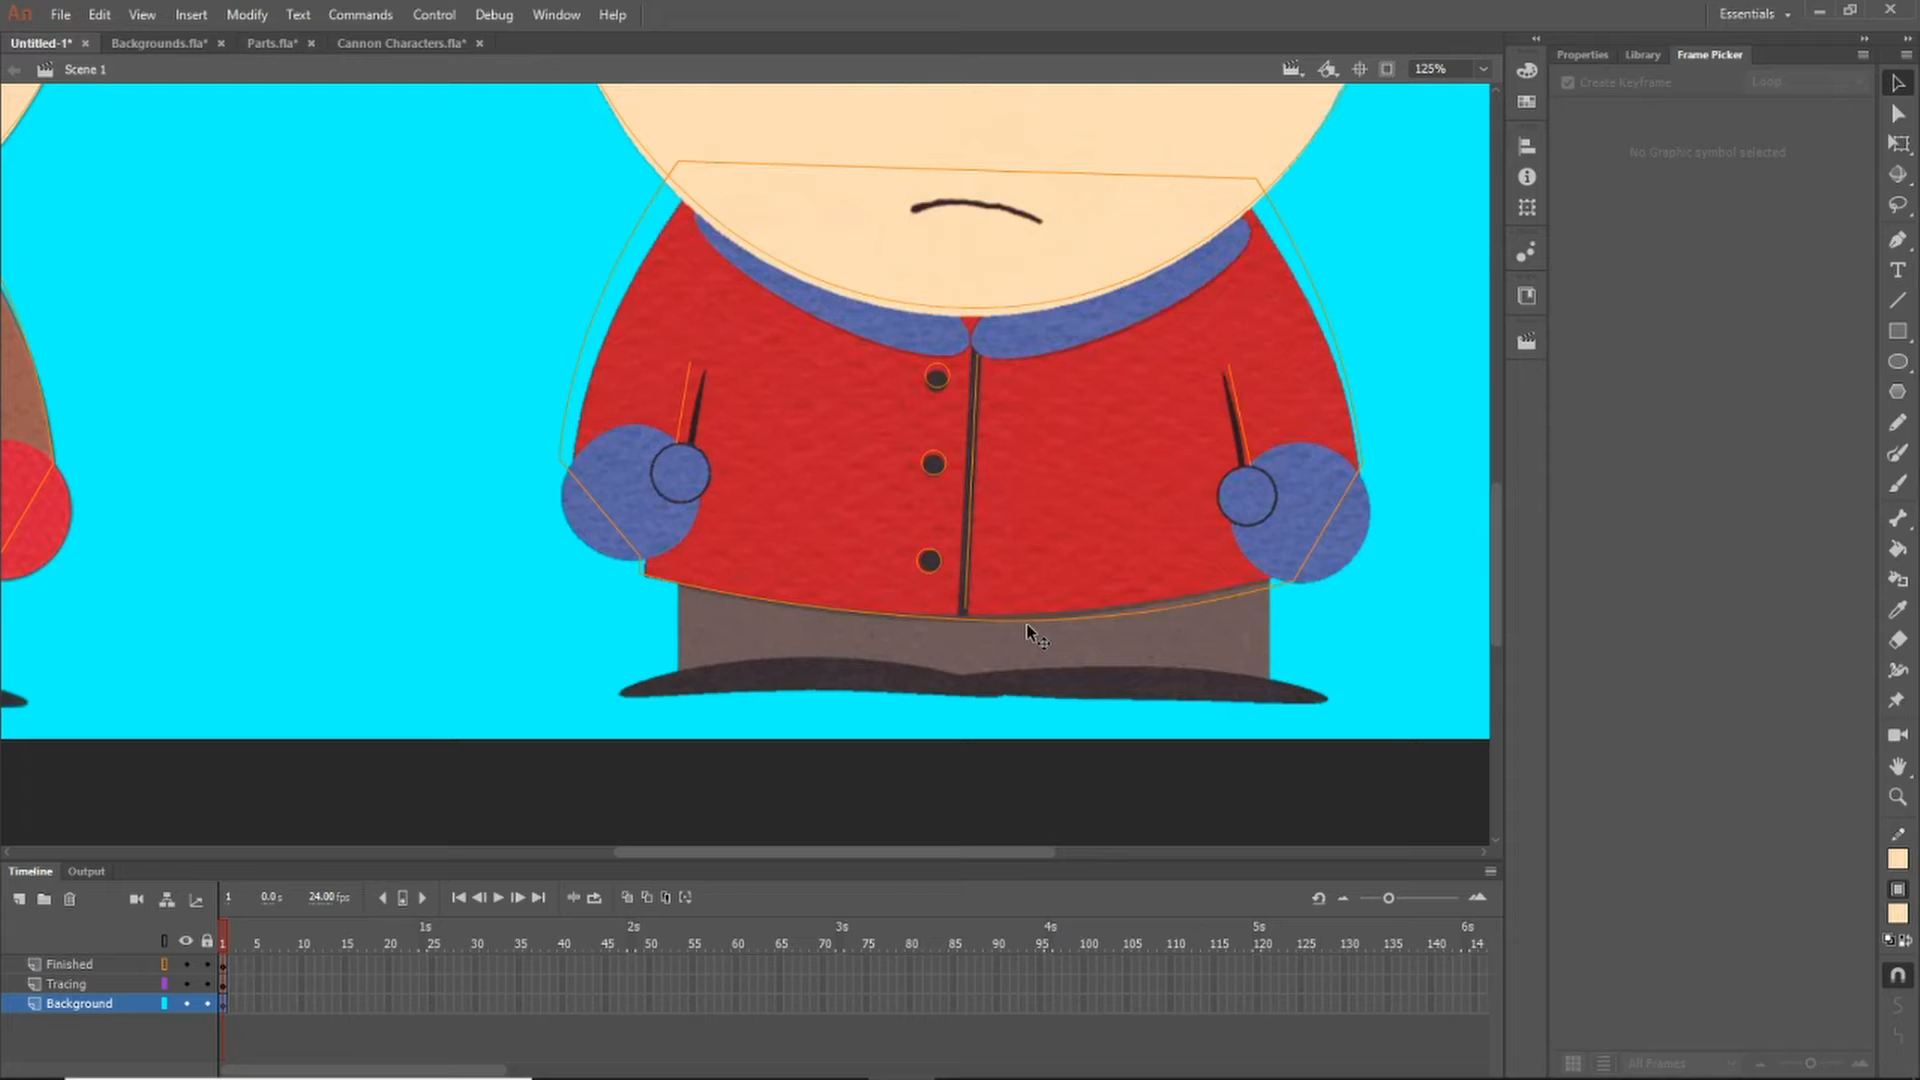 An File Edit View Insert Modify Text Commands Control Debug Window Help Essentials
Untitled-1* × Backgrounds.fla* × Parts.fla* × Cannon Characters.fla* ×
Scene 1 125%
Properties Library Frame Picker
Create Keyframe Loop
No Graphic symbol selected
Timeline Output
1 0.0 s 24.00 fps
1s 2s 3s 4s 5s 6s
1 5 10 15 20 25 30 35 40 45 50 55 60 65 70 75 80 85 90 95 100 105 110 115 120 125 130 135 140 14
Finished
Tracing
Background
All Frames